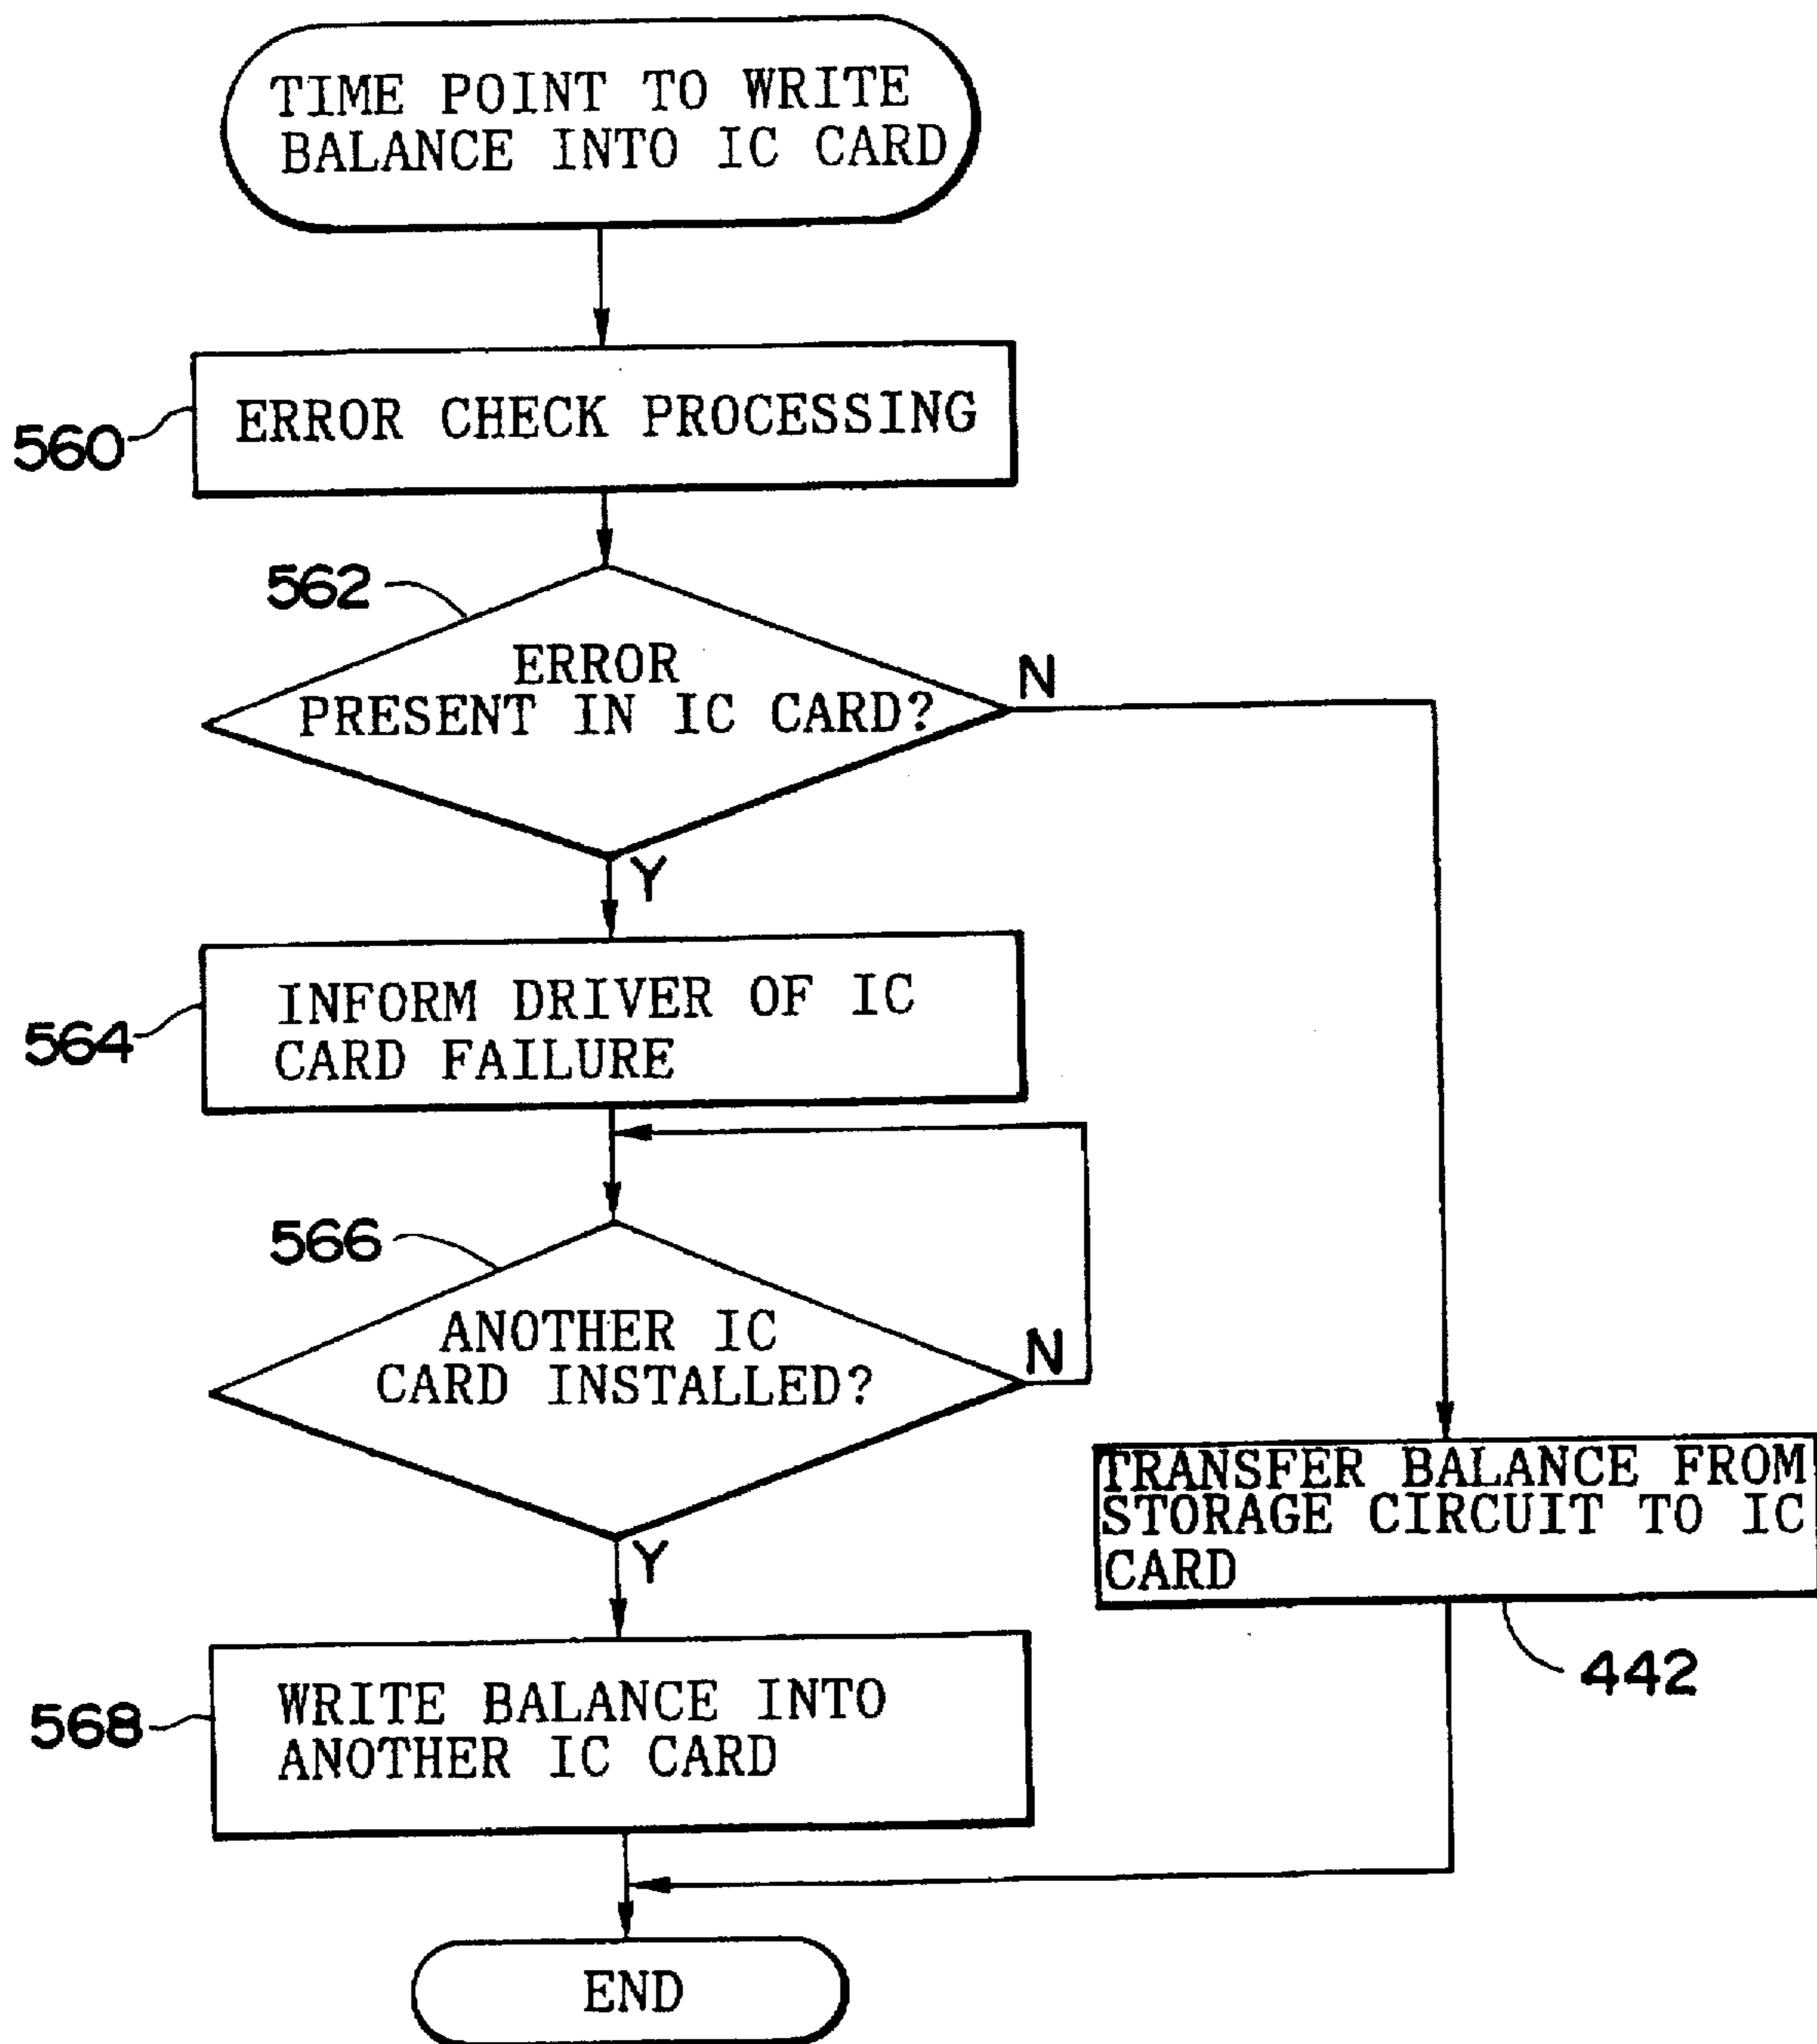 TIME POINT TO WRITE
BALANCE INTO IC CARD
560
ERROR CHECK PROCESSING
562
ERROR
PRESENT IN IC CARD?
N
Y
564
INFORM DRIVER OF IC
CARD FAILURE
566
ANOTHER IC
CARD INSTALLED?
N
Y
TRANSFER BALANCE FROM
STORAGE CIRCUIT TO IC
CARD
442
568
WRITE BALANCE INTO
ANOTHER IC CARD
END